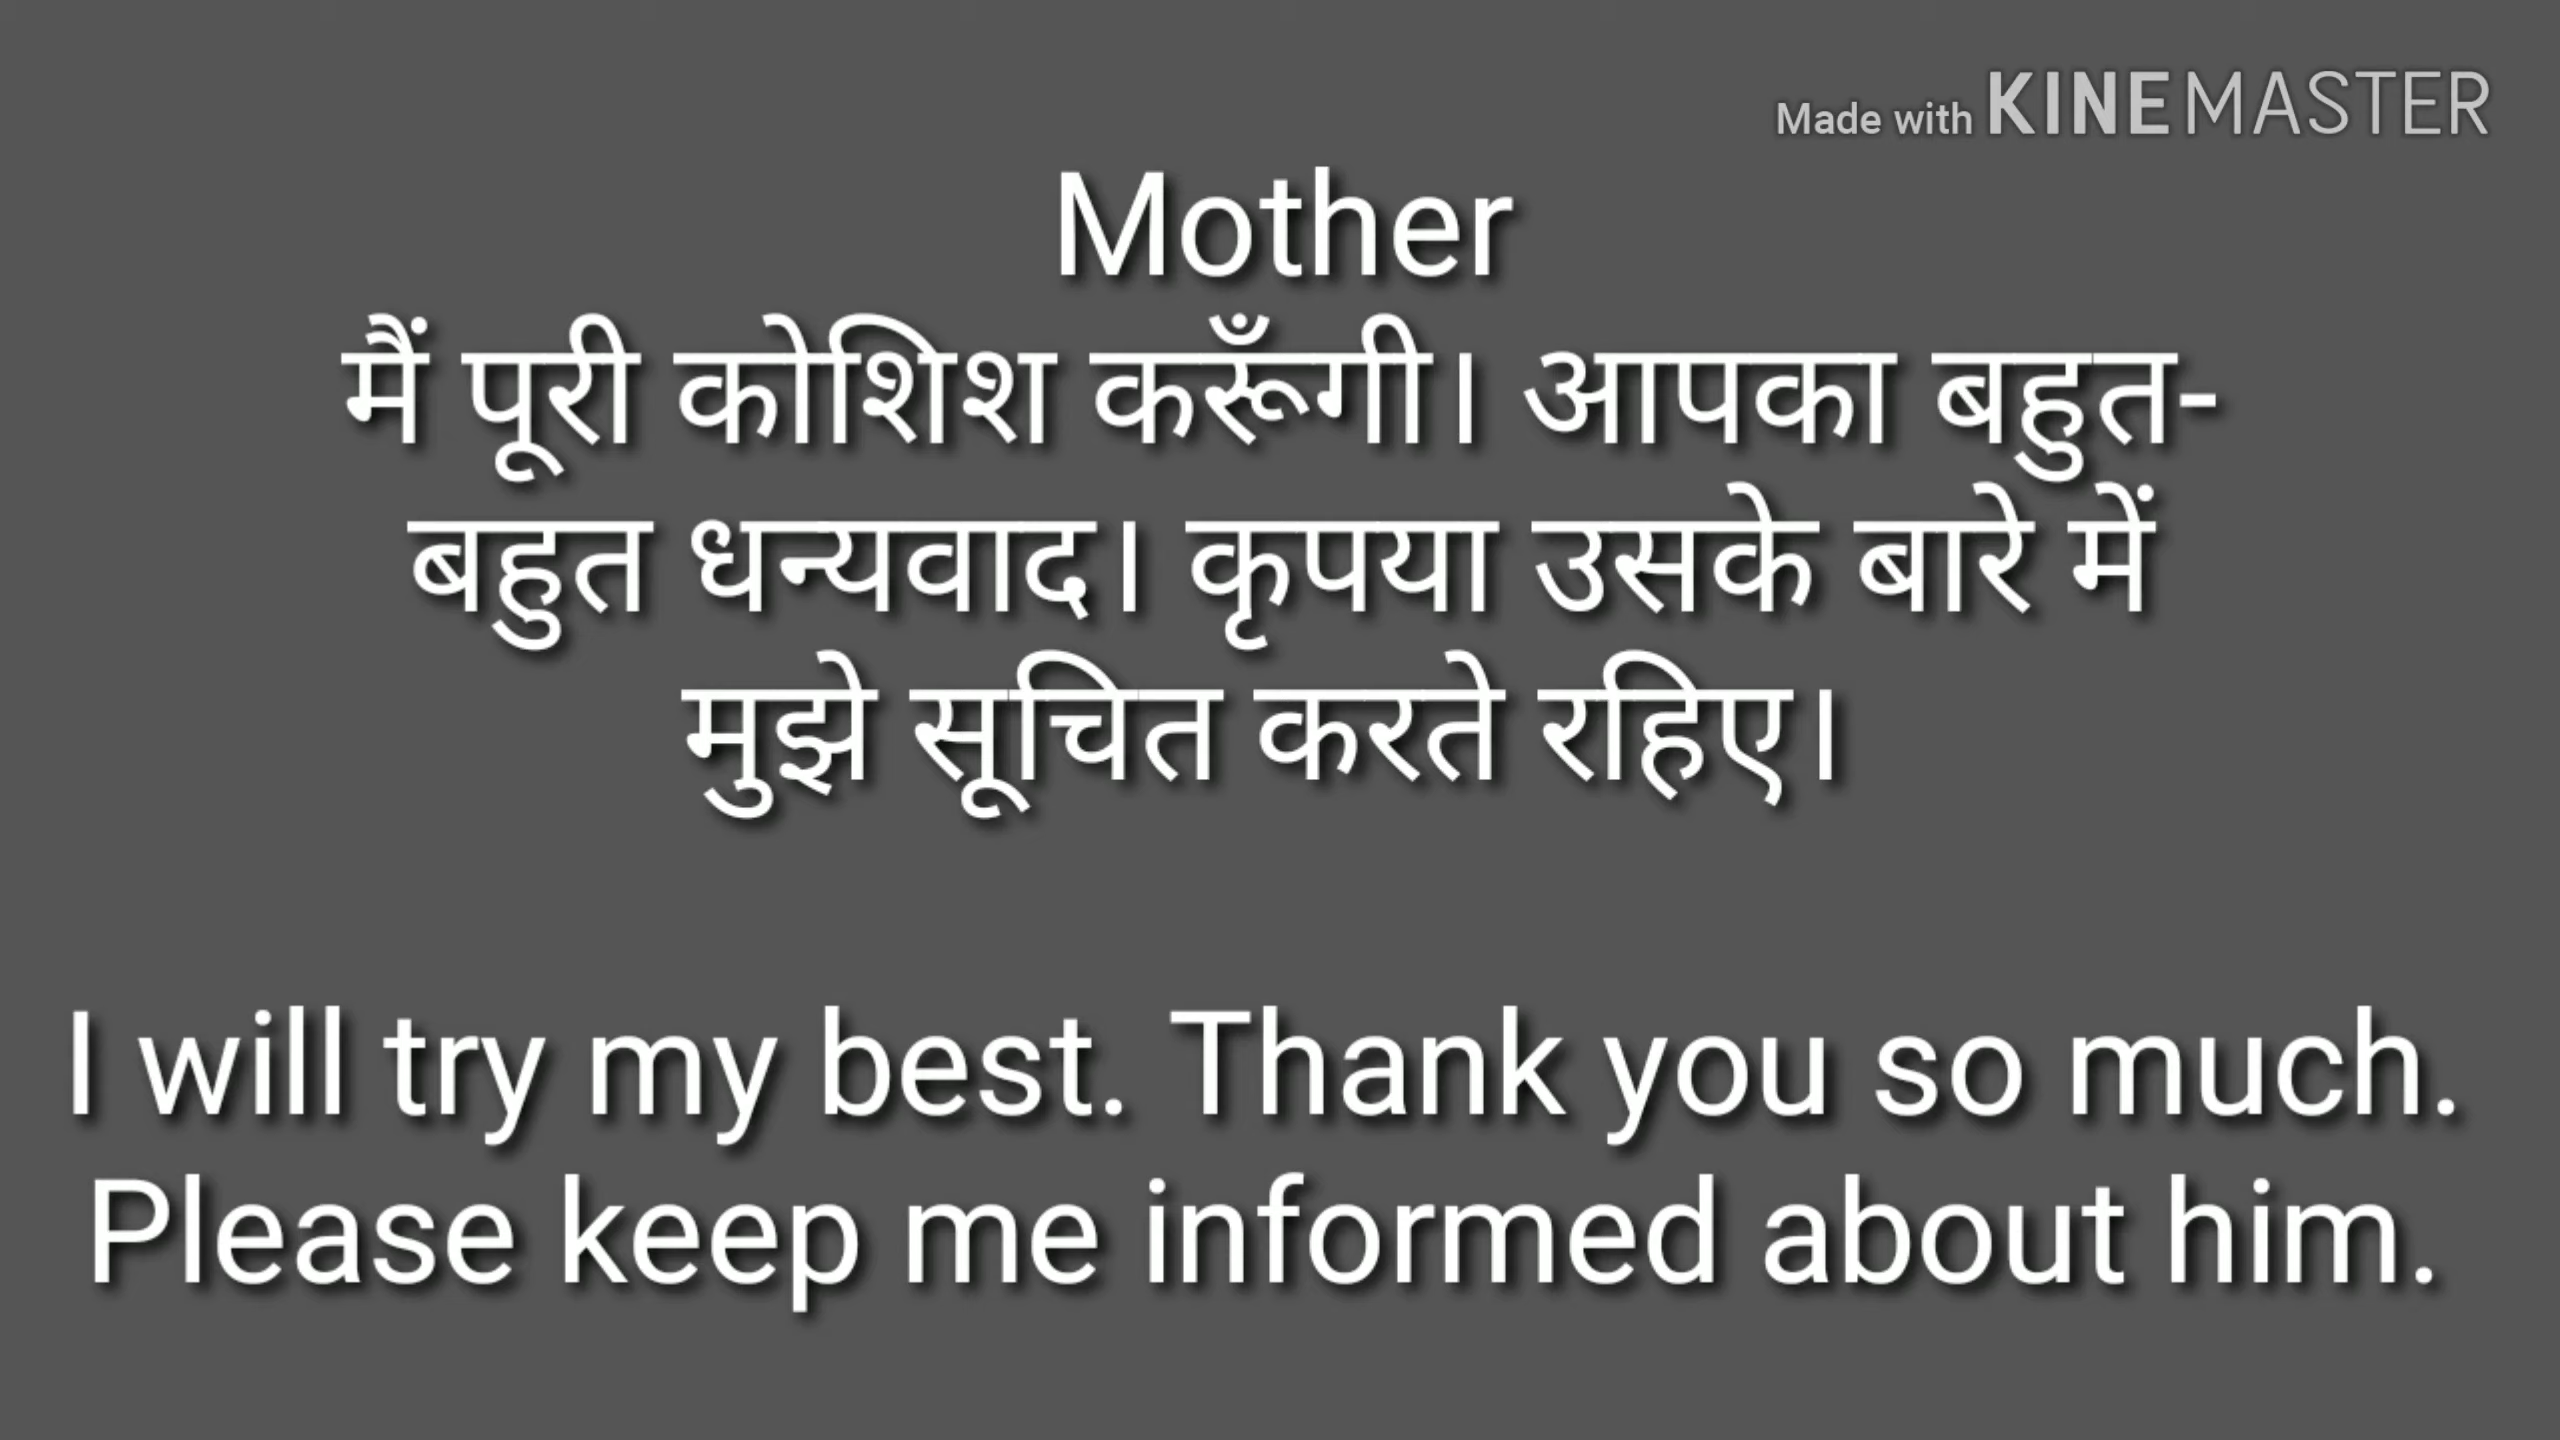 Made with KINEMASTER
Mother
मैं पूरी कोशिश करूँगी। आपका बहुत-
बहुत धन्यवाद। कृपया उसके बारे में
मुझे सूचित करते रहिए।
I will try my best. Thank you so much.
Please keep me informed about him.